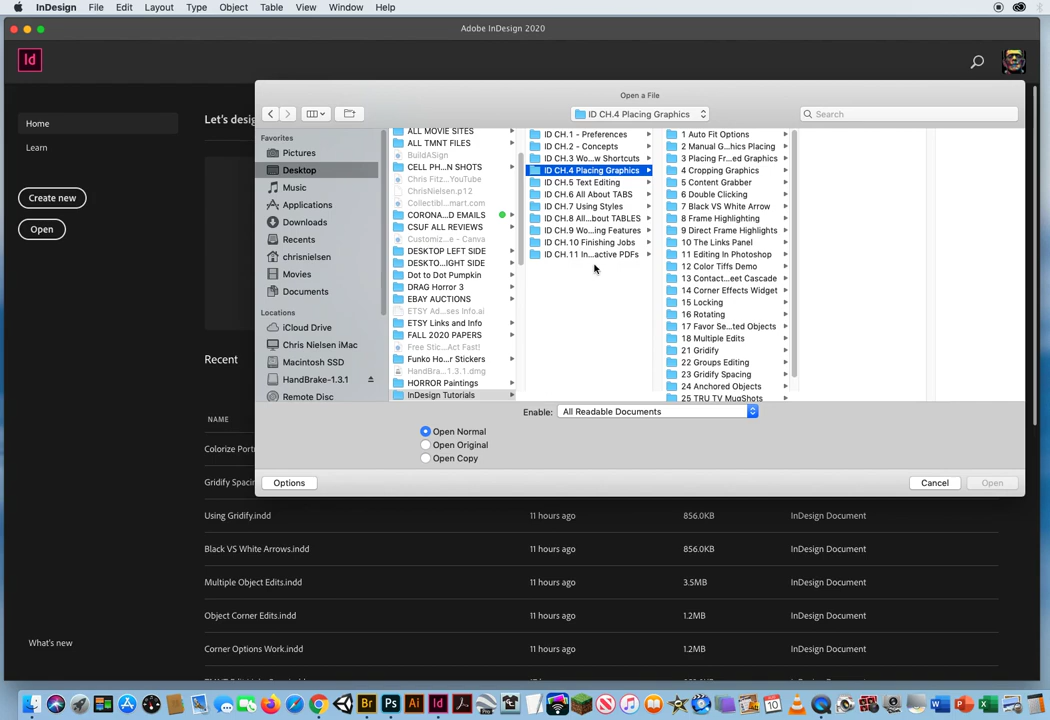 InDesign File Edit Layout Type Object Table View Window Help
Adobe InDesign 2020
Id
Home
Learn
Create new
Open
What's new
Let's desig
Recent
NAME
Open a File
ID CH.4 Placing Graphics
Search
Favorites
Pictures
Desktop
Music
Applications
Downloads
Recents
chrisnielsen
Movies
Documents
Locations
iCloud Drive
Chris Nielsen iMac
Macintosh SSD
HandBrake-1.3.1
Remote Disc
ALL MOVIE SITES
ALL TMNT FILES
BuildASign
CELL PH...N SHOTS
Chris Fitz...YouTube
ChrisNielsen.p12
Collectibl...t-com.png
CORONA...D EMAILS
CSUF ALL REVIEWS
Customiz...e - Canva
DESKTOP LEFT SIDE
DESKTO...IGHT SIDE
Dot to Dot Pumpkin
DRAG Horror 3
EBAY AUCTIONS
ETSY Ad...ses Info.ai
ETSY Links and Info
FALL 2020 PAPERS
Free Stic...Act Fast!
Funko Ho...r Stickers
HandBra...1.3.1.dmg
HORROR Paintings
InDesign Tutorials
ID CH.1 - Preferences
ID CH.2 - Concepts
ID CH.3 Wo...w Shortcuts
ID CH.4 Placing Graphics
ID CH.5 Text Editing
ID CH.6 All About TABS
ID CH.7 Using Styles
ID CH.8 All...bout TABLES
ID CH.9 Wo...ing Features
ID CH.10 Finishing Jobs
ID CH.11 In...active PDFs
1 Auto Fit Options
2 Manual G...hics Placing
3 Placing Fr...ed Graphics
4 Cropping Graphics
5 Content Grabber
6 Double Clicking
7 Black VS White Arrow
8 Frame Highlighting
9 Direct Frame Highlights
10 The Links Panel
11 Editing In Photoshop
12 Color Tiffs Demo
13 Contact...eet Cascade
14 Corner Effects Widget
15 Locking
16 Rotating
17 Favor Se...ted Objects
18 Multiple Edits
21 Gridify
22 Groups Editing
23 Gridify Spacing
24 Anchored Objects
25 TRU TV MugShots
Enable: All Readable Documents
Open Normal
Open Original
Open Copy
Options
Cancel
Open
Colorize Port
Gridify Spacin
Using Gridify.indd 11 hours ago 856.0KB InDesign Document
Black VS White Arrows.indd 11 hours ago 856.0KB InDesign Document
Multiple Object Edits.indd 11 hours ago 3.5MB InDesign Document
Object Corner Edits.indd 11 hours ago 1.2MB InDesign Document
Corner Options Work.indd 11 hours ago 1.2MB InDesign Document